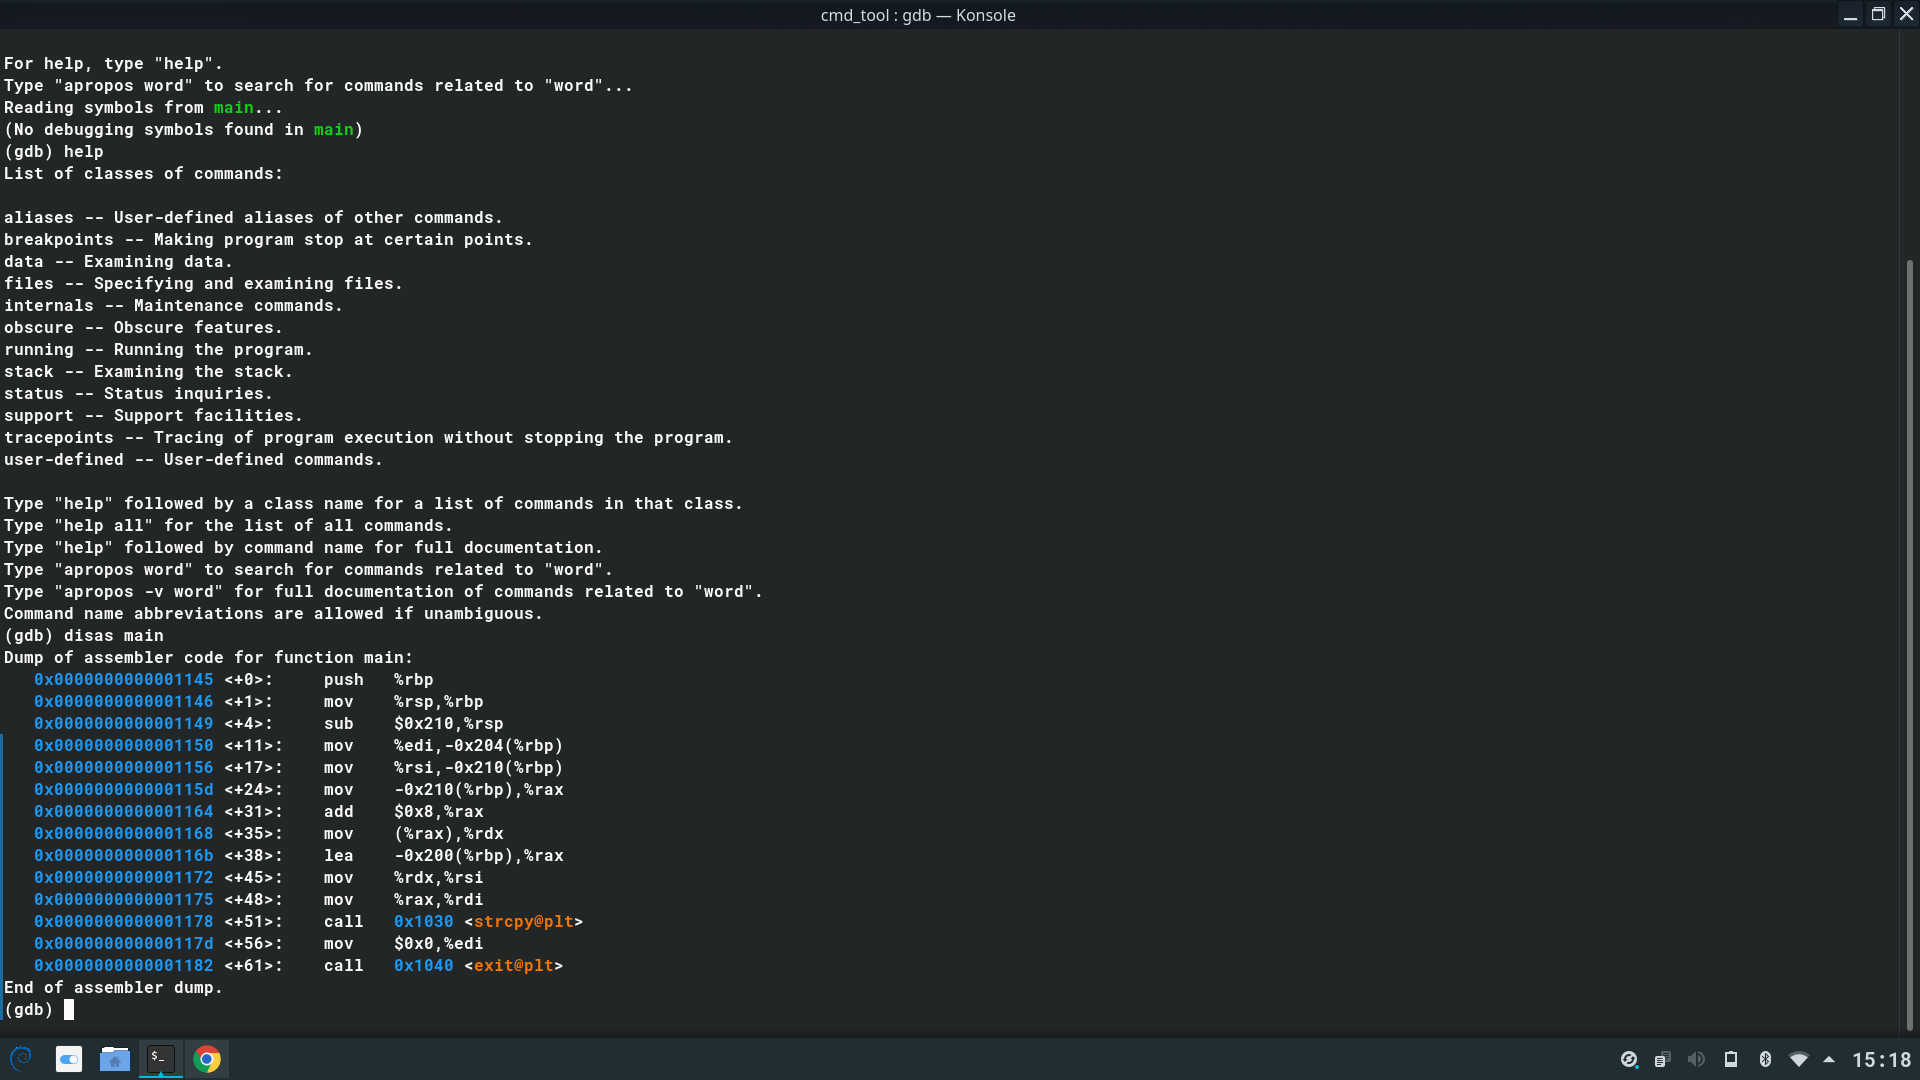 cmd_tool : gdb — Konsole
For help, type "help".
Type "apropos word" to search for commands related to "word"...
Reading symbols from main...
(No debugging symbols found in main)
(gdb) help
List of classes of commands:
aliases -- User-defined aliases of other commands.
breakpoints -- Making program stop at certain points.
data -- Examining data.
files -- Specifying and examining files.
internals -- Maintenance commands.
obscure -- Obscure features.
running -- Running the program.
stack -- Examining the stack.
status -- Status inquiries.
support -- Support facilities.
tracepoints -- Tracing of program execution without stopping the program.
user-defined -- User-defined commands.
Type "help" followed by a class name for a list of commands in that class.
Type "help all" for the list of all commands.
Type "help" followed by command name for full documentation.
Type "apropos word" to search for commands related to "word".
Type "apropos -v word" for full documentation of commands related to "word".
Command name abbreviations are allowed if unambiguous.
(gdb) disas main
Dump of assembler code for function main:
   0x0000000000001145 <+0>:     push   %rbp
   0x0000000000001146 <+1>:     mov    %rsp,%rbp
   0x0000000000001149 <+4>:     sub    $0x210,%rsp
   0x0000000000001150 <+11>:    mov    %edi,-0x204(%rbp)
   0x0000000000001156 <+17>:    mov    %rsi,-0x210(%rbp)
   0x000000000000115d <+24>:    mov    -0x210(%rbp),%rax
   0x0000000000001164 <+31>:    add    $0x8,%rax
   0x0000000000001168 <+35>:    mov    (%rax),%rdx
   0x000000000000116b <+38>:    lea    -0x200(%rbp),%rax
   0x0000000000001172 <+45>:    mov    %rdx,%rsi
   0x0000000000001175 <+48>:    mov    %rax,%rdi
   0x0000000000001178 <+51>:    call   0x1030 <strcpy@plt>
   0x000000000000117d <+56>:    mov    $0x0,%edi
   0x0000000000001182 <+61>:    call   0x1040 <exit@plt>
End of assembler dump.
(gdb)
$_
15:18